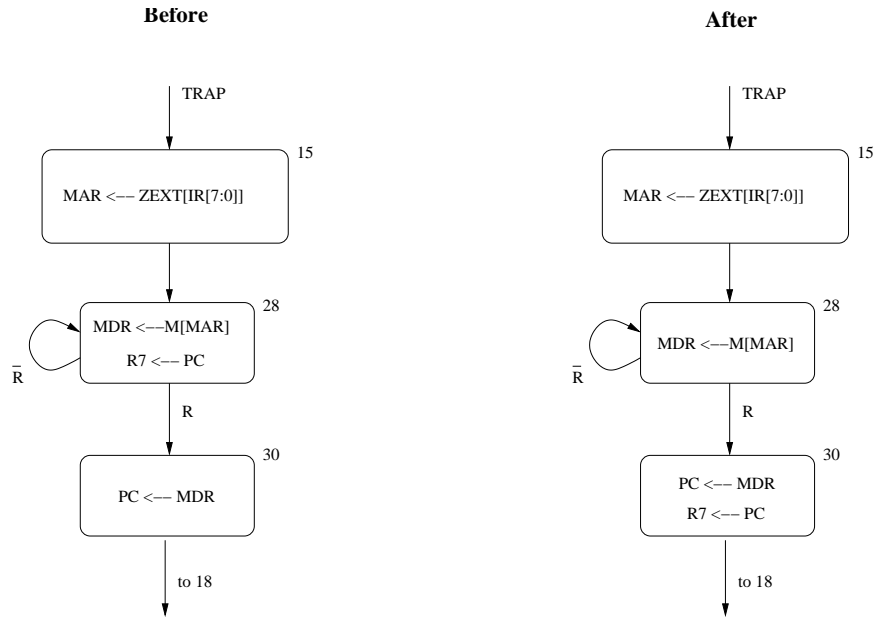 Before
TRAP
15
MAR <−− ZEXT[IR[7:0]]
28
MDR <−−M[MAR]
R7 <−− PC
R̅
R
30
PC <−− MDR
to 18
After
TRAP
15
MAR <−− ZEXT[IR[7:0]]
28
MDR <−−M[MAR]
R̅
R
30
PC <−− MDR
R7 <−− PC
to 18